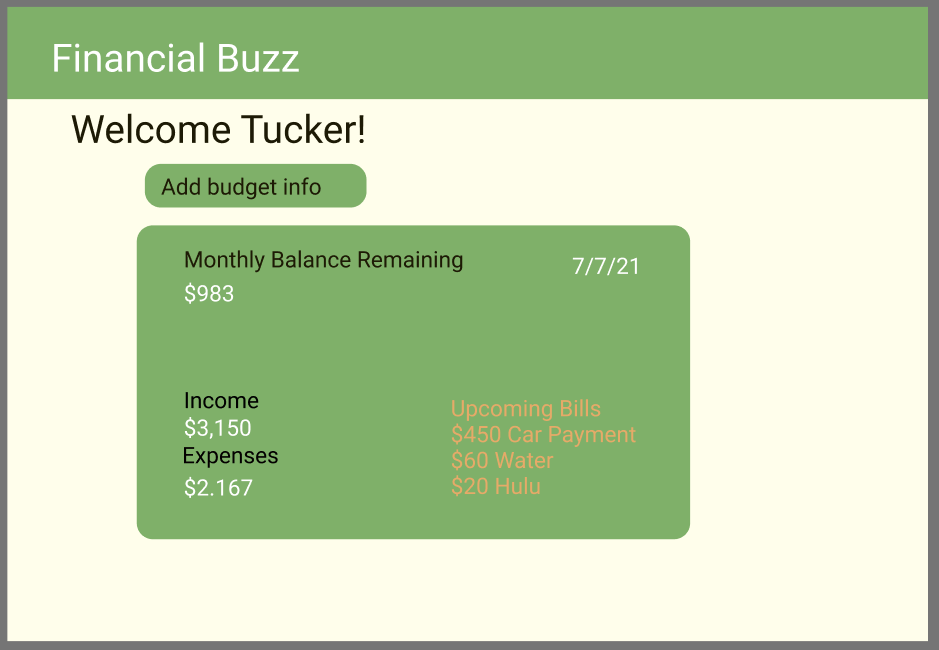 Financial Buzz
Welcome Tucker!
Add budget info
Monthly Balance Remaining
7/7/21
$983
Income
$3,150
Expenses
$2.167
Upcoming Bills
$450 Car Payment
$60 Water
$20 Hulu